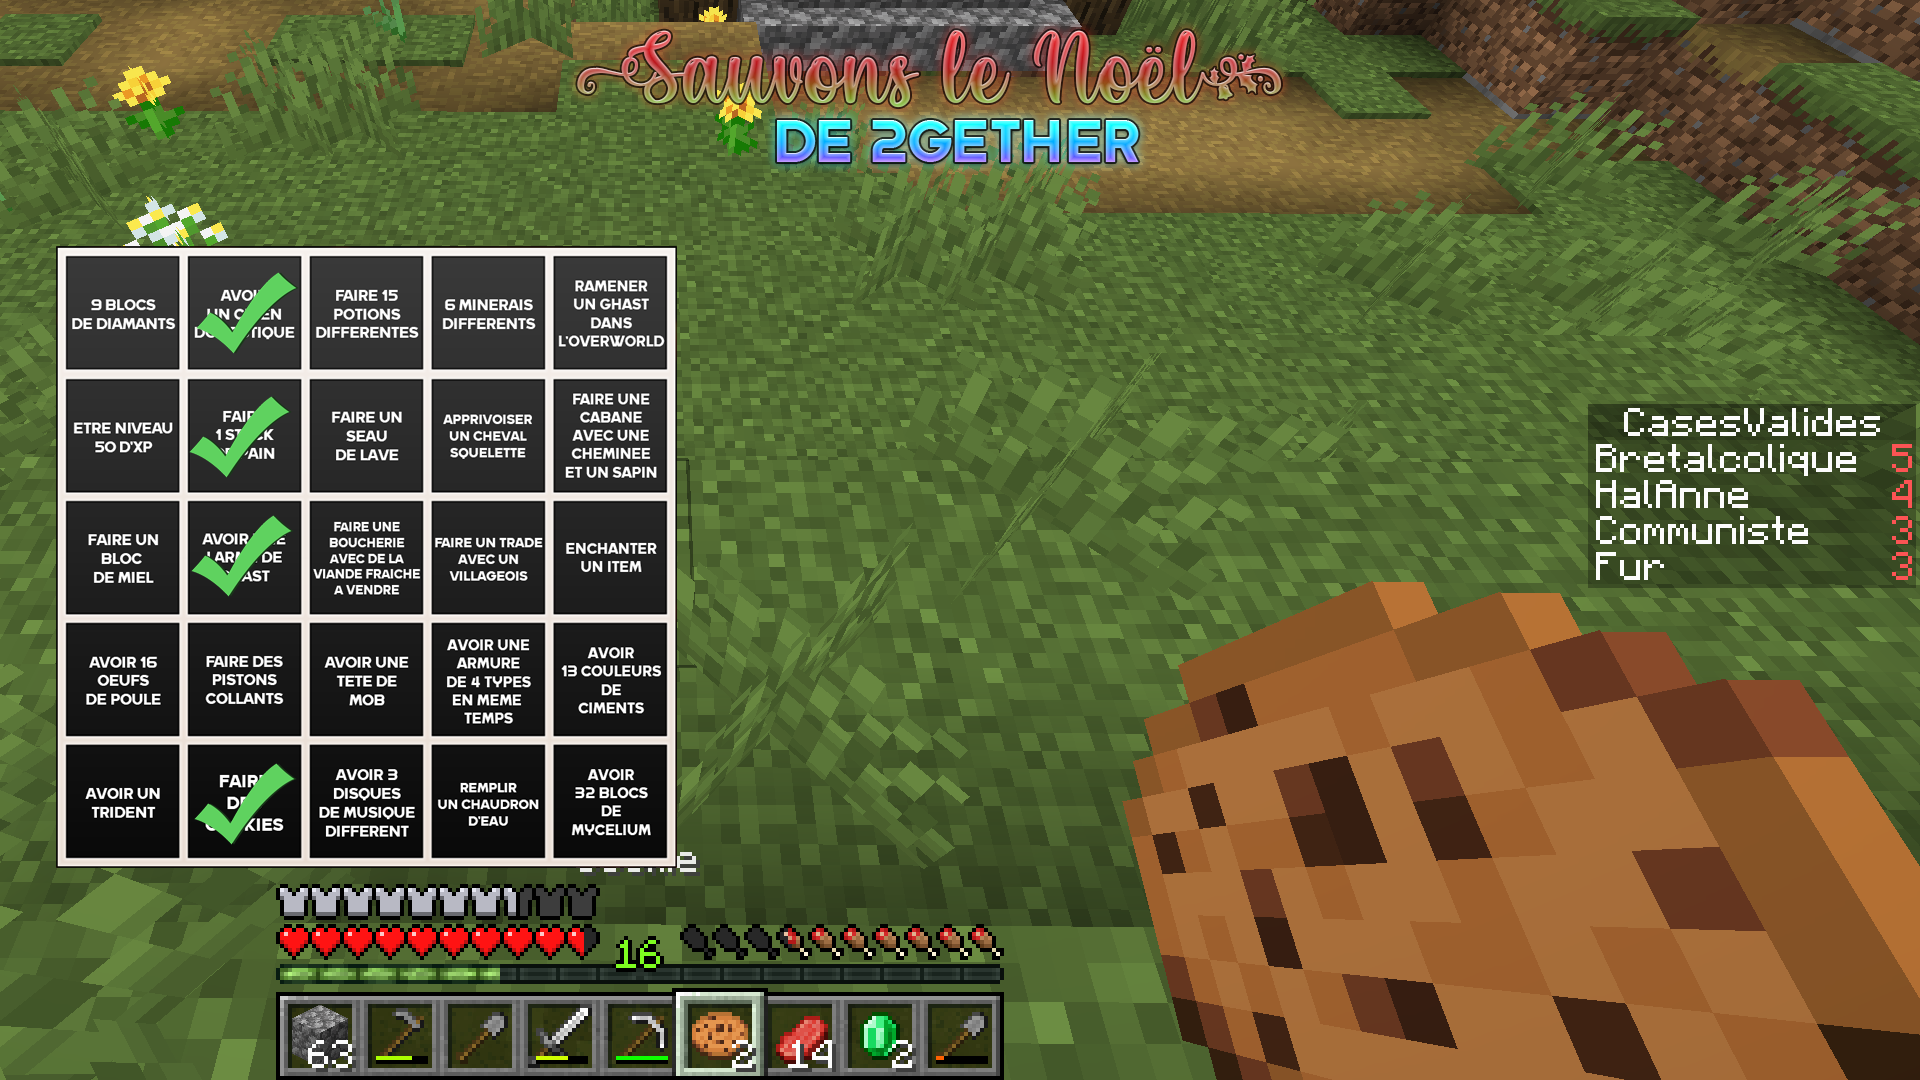 Sauvons le Noël
DE 2GETHER
9 BLOCS
DE DIAMANTS
FAIRE 15
POTIONS
DIFFERENTES
6 MINERAIS
DIFFERENTS
RAMENER
UN GHAST
DANS
L'OVERWORLD
ETRE NIVEAU
50 D'XP
FAIRE UN
SEAU
DE LAVE
APPRIVOISER
UN CHEVAL
SQUELETTE
FAIRE UNE
CABANE
AVEC UNE
CHEMINEE
ET UN SAPIN
FAIRE UN
BLOC
DE MIEL
AVOIR
DE
FAIRE UNE
BOUCHERIE
AVEC DE LA
VIANDE FRAICHE
A VENDRE
FAIRE UN TRADE
AVEC UN
VILLAGEOIS
ENCHANTER
UN ITEM
AVOIR 16
OEUFS
DE POULE
FAIRE DES
PISTONS
COLLANTS
AVOIR UNE
TETE DE
MOB
AVOIR UNE
ARMURE
DE 4 TYPES
EN MEME
TEMPS
AVOIR
13 COULEURS
DE
CIMENTS
AVOIR UN
TRIDENT
AVOIR 3
DISQUES
DE MUSIQUE
DIFFERENT
REMPLIR
UN CHAUDRON
D'EAU
AVOIR
32 BLOCS
DE
MYCELIUM
CasesValides
Bretalcolique 5
HalAnne 4
Communiste 3
Fur 3
16
63
2
14
2